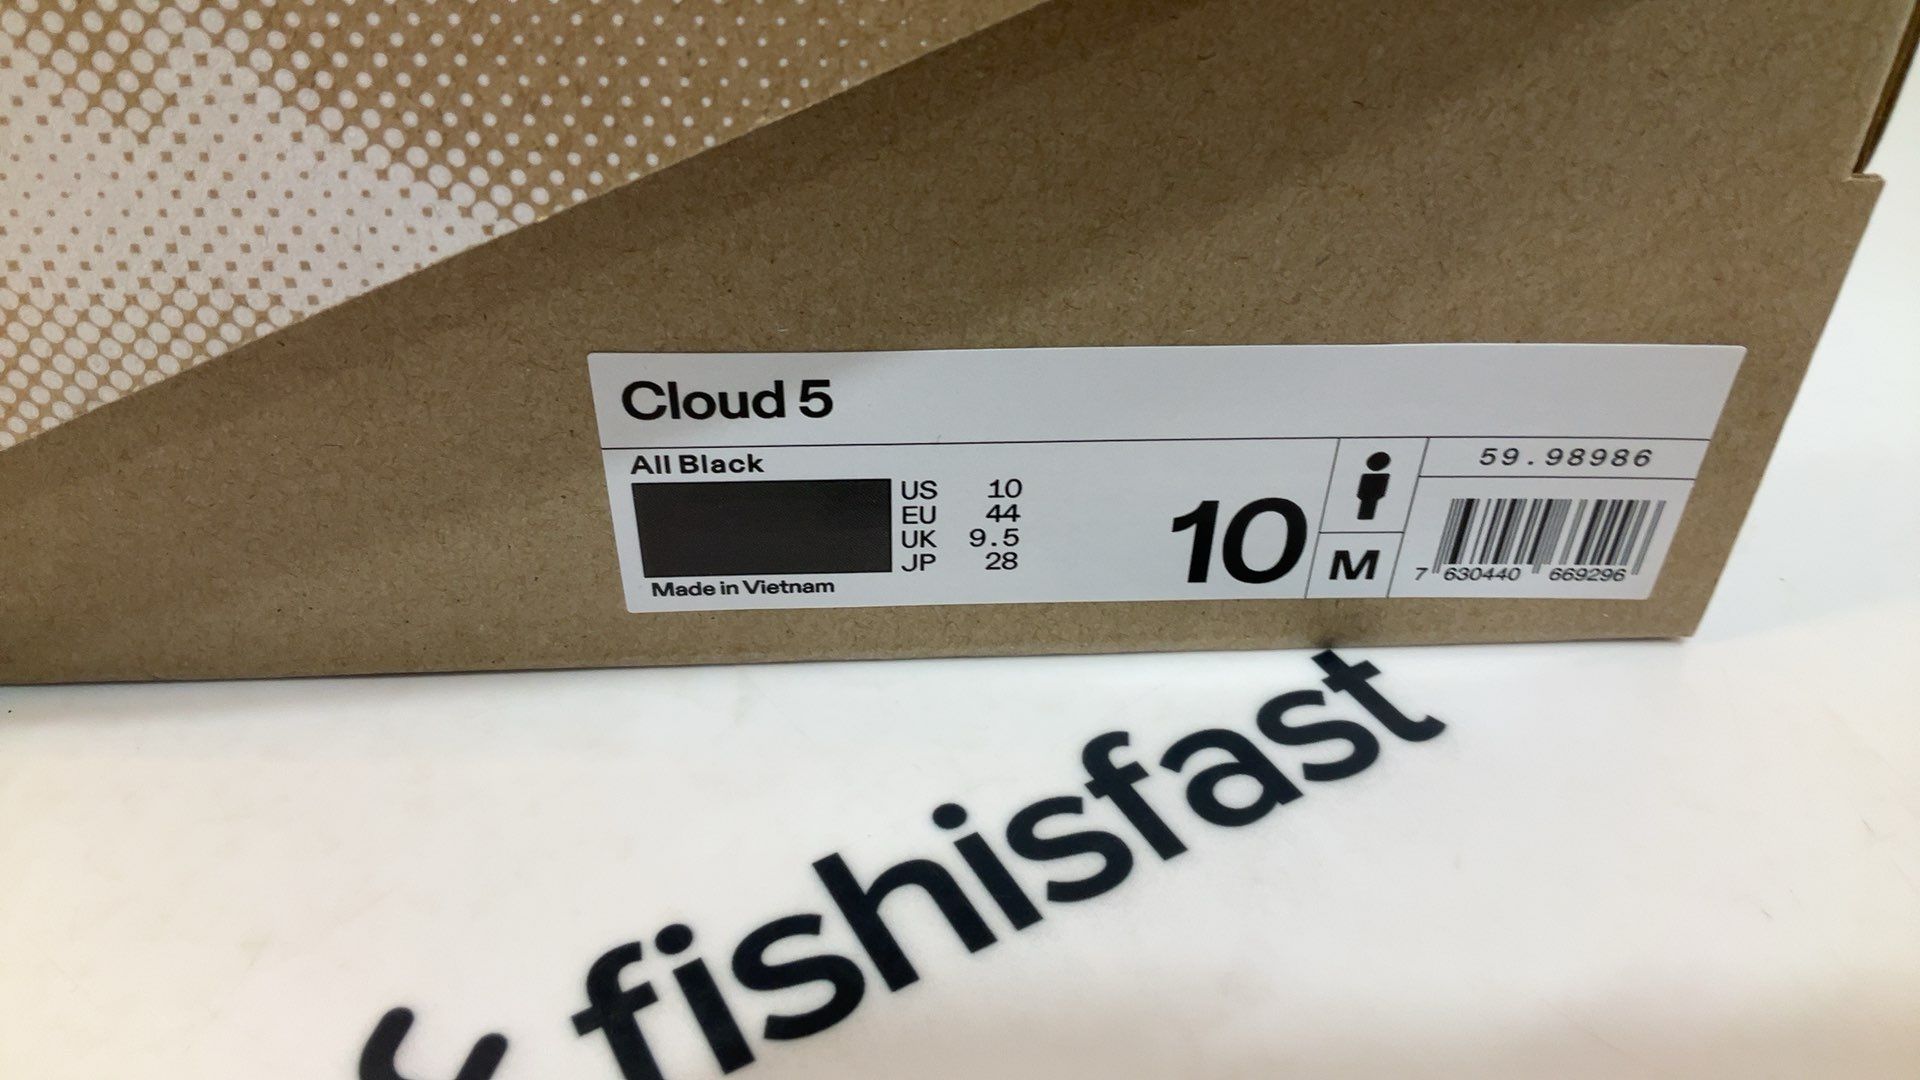 Cloud 5
All Black
US 10
EU 44
UK 9.5
JP 28
Made in Vietnam
10
M
59.98986
7 630440 669296
fishisfast